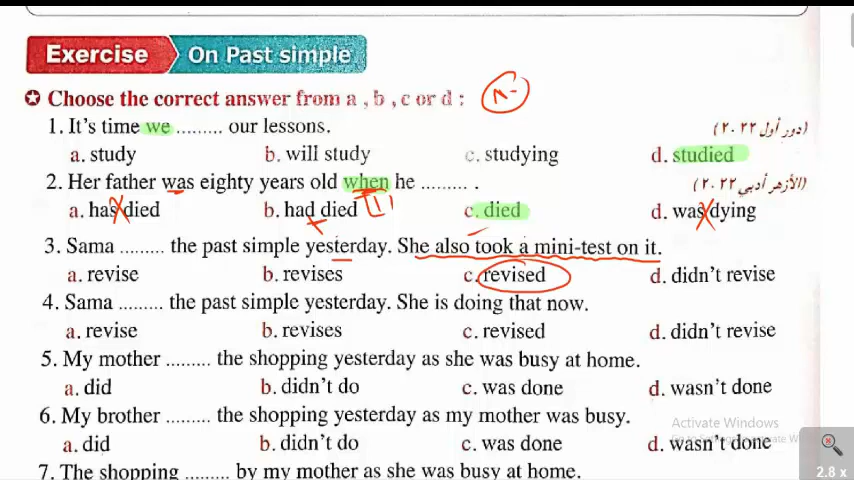 Exercise On Past simple
Choose the correct answer from a , b , c or d :
1. It's time we ......... our lessons. (دور أول ٢٠٢٢)
a. study b. will study c. studying d. studied
2. Her father was eighty years old when he ......... . (الأزهر أدبي ٢٠٢٢)
a. has died b. had died c. died d. was dying
3. Sama ......... the past simple yesterday. She also took a mini-test on it.
a. revise b. revises c. revised d. didn't revise
4. Sama ......... the past simple yesterday. She is doing that now.
a. revise b. revises c. revised d. didn't revise
5. My mother ......... the shopping yesterday as she was busy at home.
a. did b. didn't do c. was done d. wasn't done
6. My brother ......... the shopping yesterday as my mother was busy.
a. did b. didn't do c. was done d. wasn't done
Activate Windows
7. The shopping ......... by my mother as she was busy at home.
2.8 x